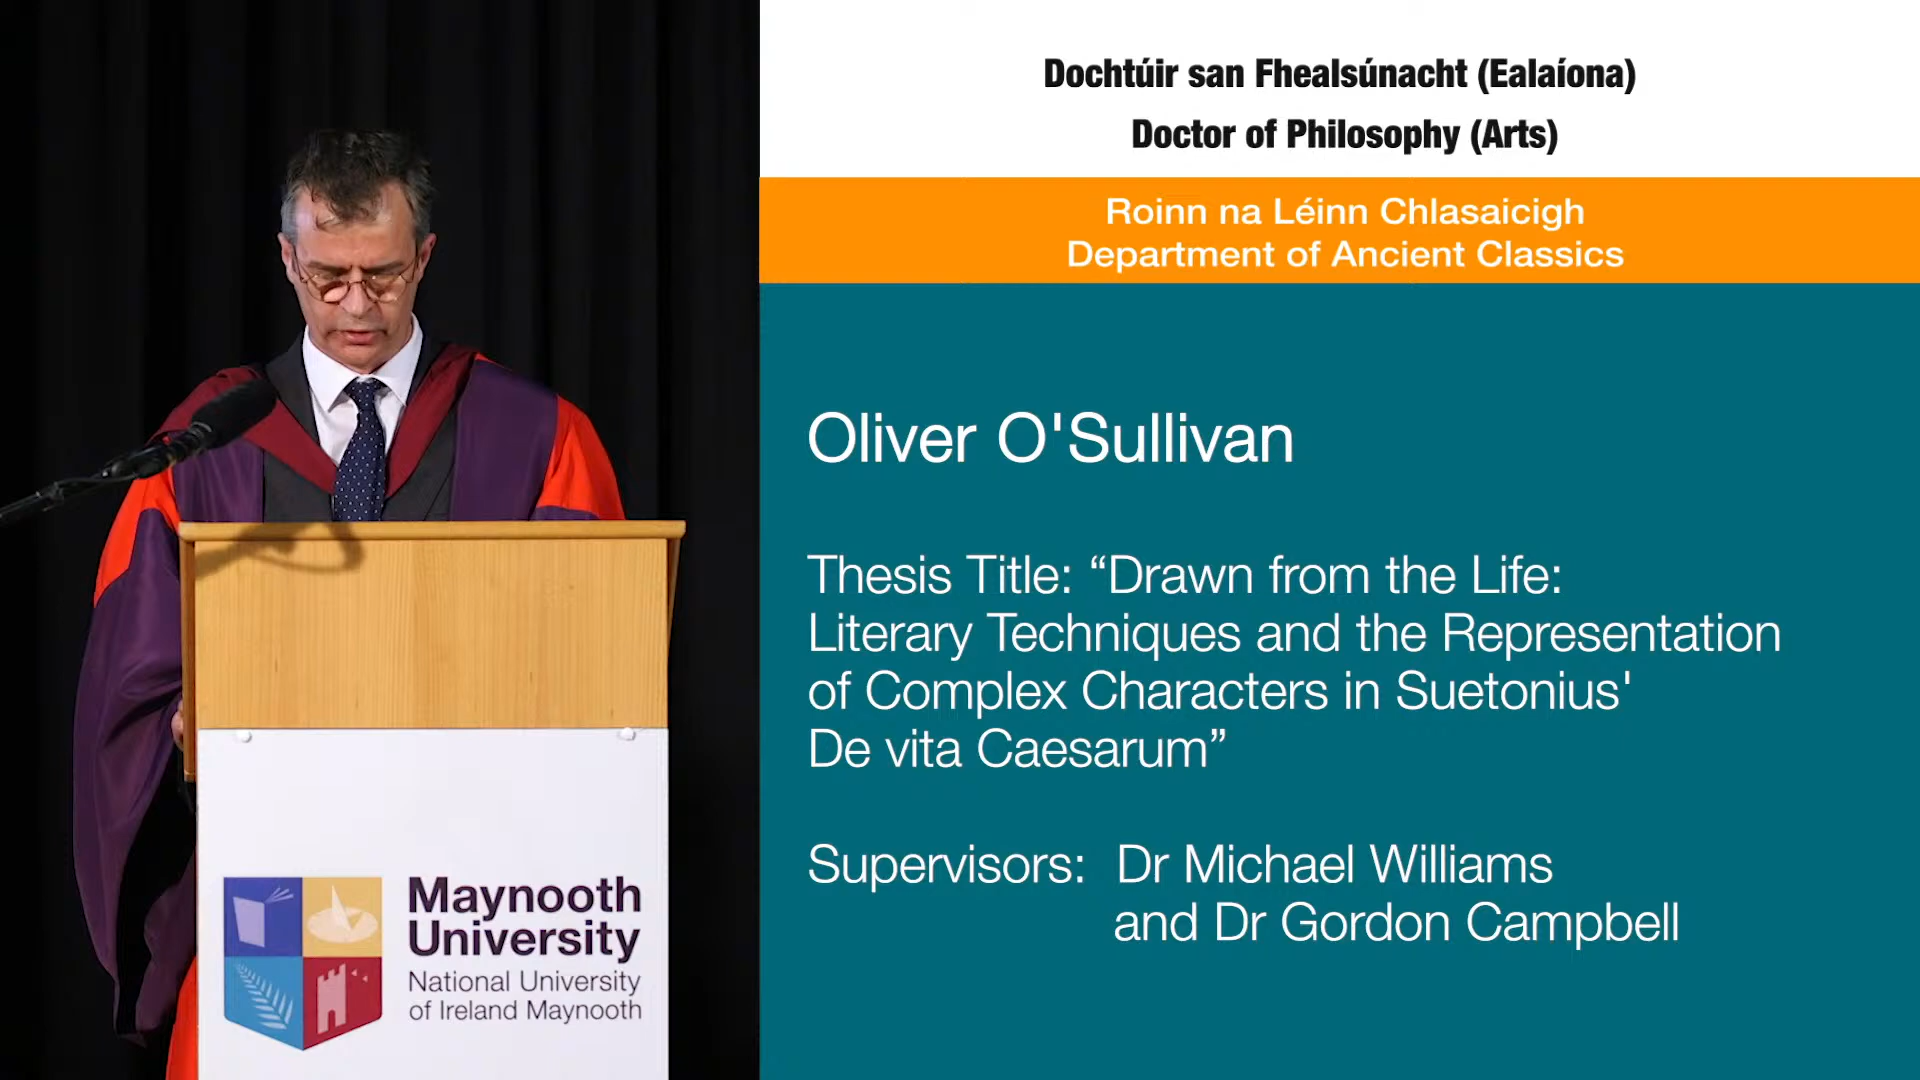 Dochtúir san Fhealsúnacht (Ealaíona)
Doctor of Philosophy (Arts)
Roinn na Léinn Chlasaicigh
Department of Ancient Classics
Oliver O'Sullivan
Thesis Title: “Drawn from the Life:
Literary Techniques and the Representation
of Complex Characters in Suetonius'
De vita Caesarum”
Supervisors: Dr Michael Williams
and Dr Gordon Campbell
Maynooth
University
National University
of Ireland Maynooth